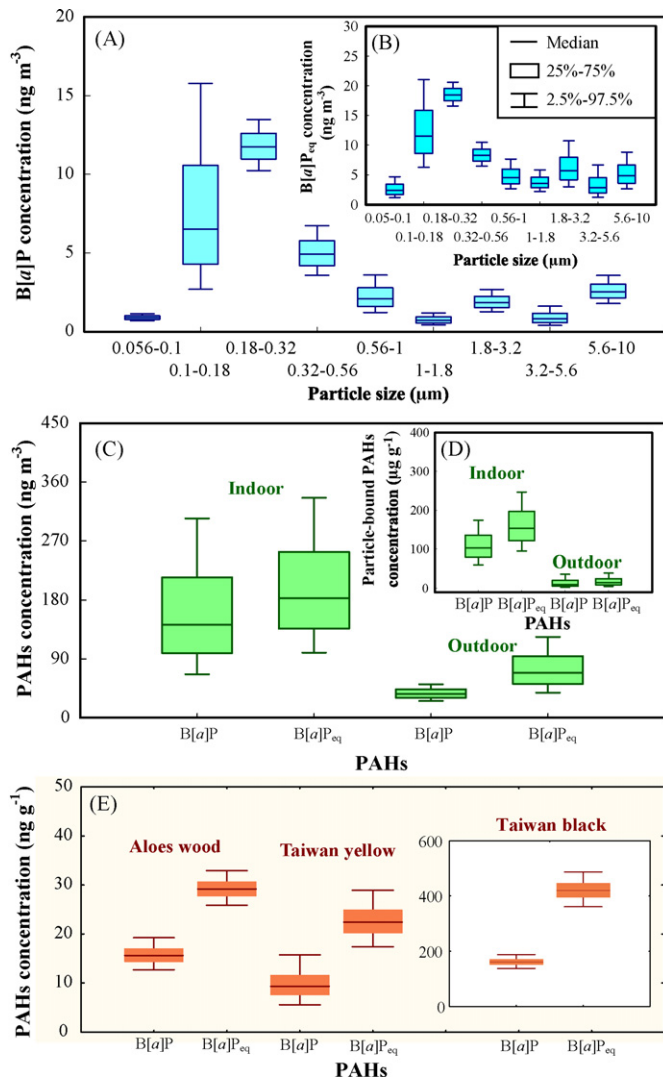 (A)
B[a]P concentration (ng m-3)
20
15
10
5
0
0.056-0.1
0.18-0.32
0.56-1
1.8-3.2
5.6-10
0.1-0.18
0.32-0.56
1-1.8
3.2-5.6
Particle size (μm)
(B)
B[a]Peq concentration
(ng m-3)
30
25
20
15
10
5
0
Median
25%-75%
2.5%-97.5%
0.05-0.1
0.18-0.32
0.56-1
1.8-3.2
5.6-10
0.1-0.18
0.32-0.56
1-1.8
3.2-5.6
Particle size (μm)
(C)
PAHs concentration (ng m-3)
450
360
270
180
90
0
Indoor
Outdoor
B[a]P
B[a]Peq
B[a]P
B[a]Peq
PAHs
(D)
Particle-bound PAHs
concentration (μg g-1)
400
300
200
100
0
Indoor
Outdoor
B[a]P
B[a]Peq
B[a]P
B[a]Peq
PAHs
(E)
PAHs concentration (ng g-1)
50
40
30
20
10
0
Aloes wood
Taiwan yellow
Taiwan black
600
400
200
0
B[a]P
B[a]Peq
B[a]P
B[a]Peq
B[a]P
B[a]Peq
PAHs